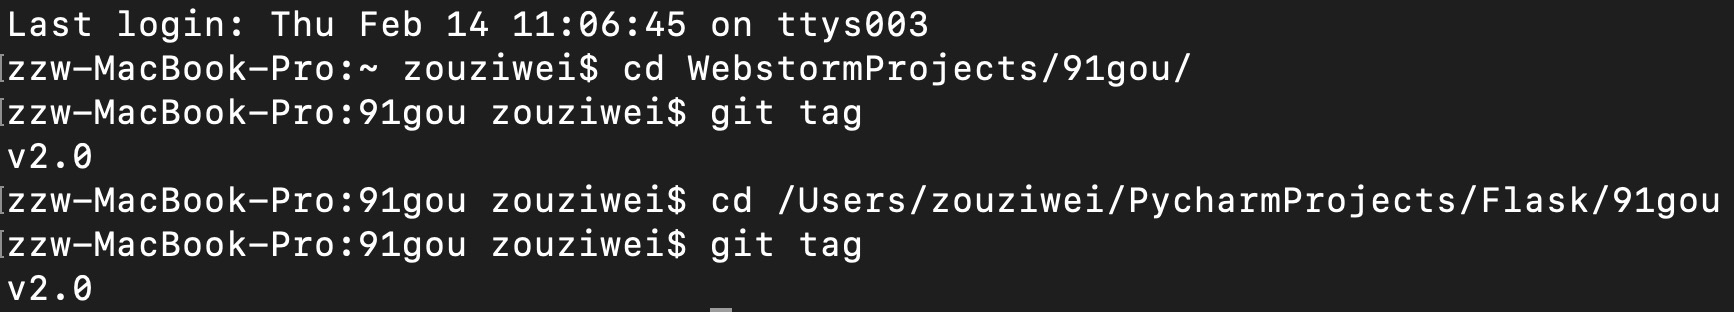 Last login: Thu Feb 14 11:06:45 on ttys003
[zzw-MacBook-Pro:~ zouziwei$ cd WebstormProjects/91gou/
[zzw-MacBook-Pro:91gou zouziwei$ git tag
v2.0
[zzw-MacBook-Pro:91gou zouziwei$ cd /Users/zouziwei/PycharmProjects/Flask/91gou
[zzw-MacBook-Pro:91gou zouziwei$ git tag
v2.0